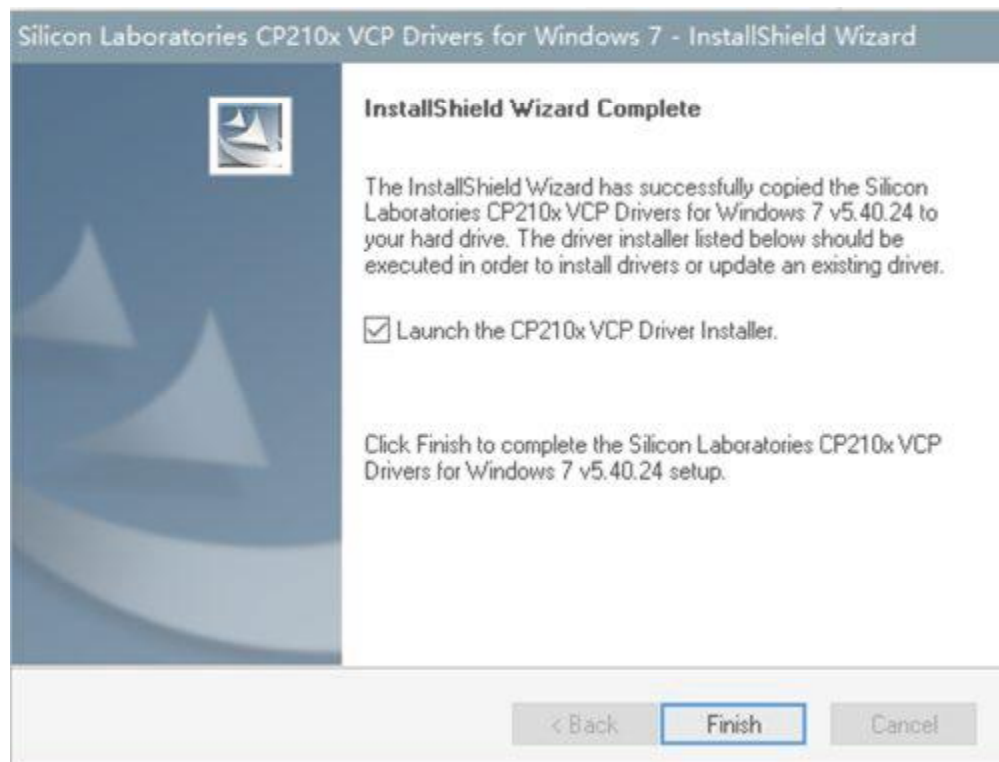 Silicon Laboratories CP210x VCP Drivers for Windows 7 - InstallShield Wizard
InstallShield Wizard Complete
The InstallShield Wizard has successfully copied the Silicon
Laboratories CP210x VCP Drivers for Windows 7 v5.40.24 to
your hard drive. The driver installer listed below should be
executed in order to install drivers or update an existing driver.
Launch the CP210x VCP Driver Installer.
Click Finish to complete the Silicon Laboratories CP210x VCP
Drivers for Windows 7 v5.40.24 setup.
< Back Finish Cancel